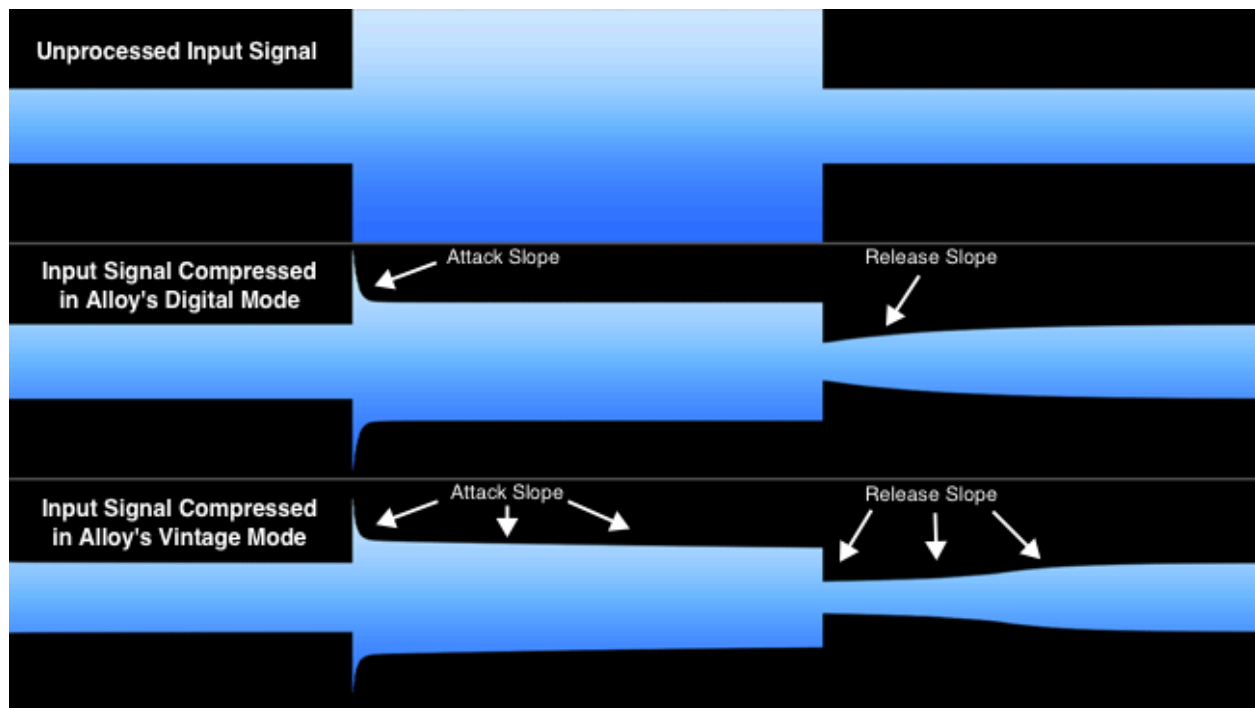 Unprocessed Input Signal
Input Signal Compressed
in Alloy's Digital Mode
Attack Slope
Release Slope
Input Signal Compressed
in Alloy's Vintage Mode
Attack Slope
Release Slope